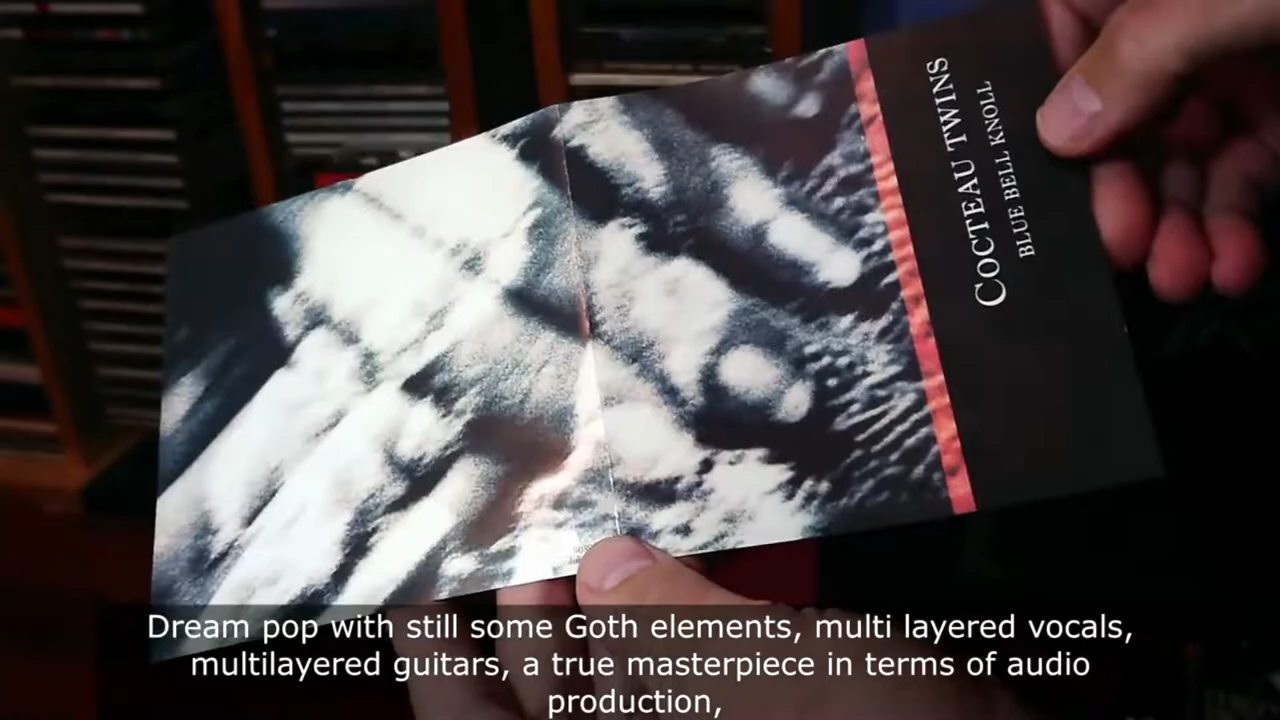 COCTEAU TWINS
BLUE BELL KNOLL
Dream pop with still some Goth elements, multi layered vocals,
multilayered guitars, a true masterpiece in terms of audio
production,